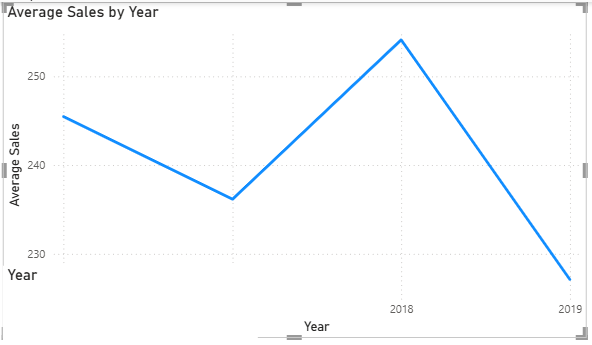 Average Sales by Year
250
240
230
Average Sales
Year
2018
2019
Year